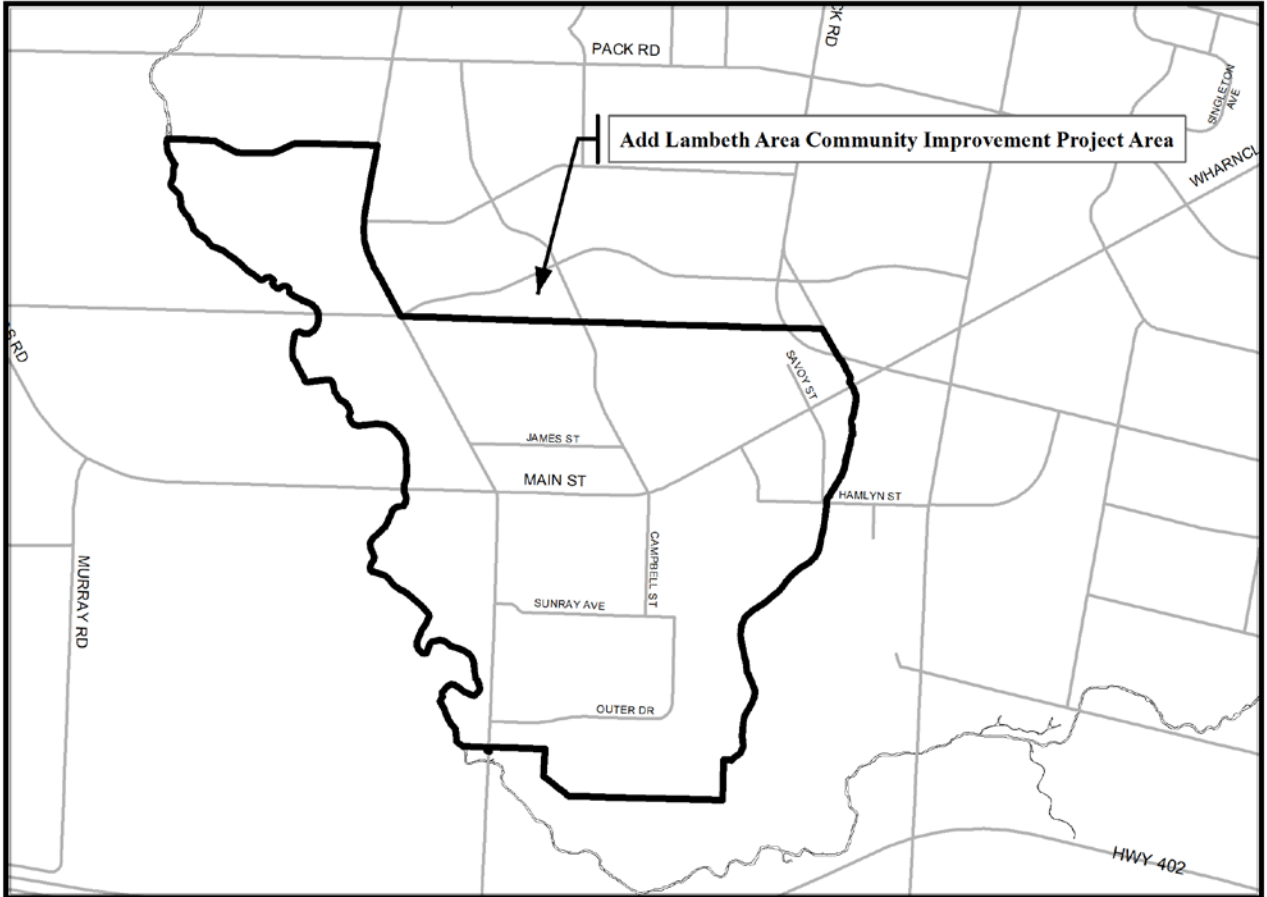 CK RD
PACK RD
SINGLETON
AVE
Add Lambeth Area Community Improvement Project Area
WHARNCL
SAVOY ST
JAMES ST
MAIN ST
HAMLYN ST
CAMPBELL ST
MURRAY RD
SUNRAY AVE
OUTER DR
HWY 402